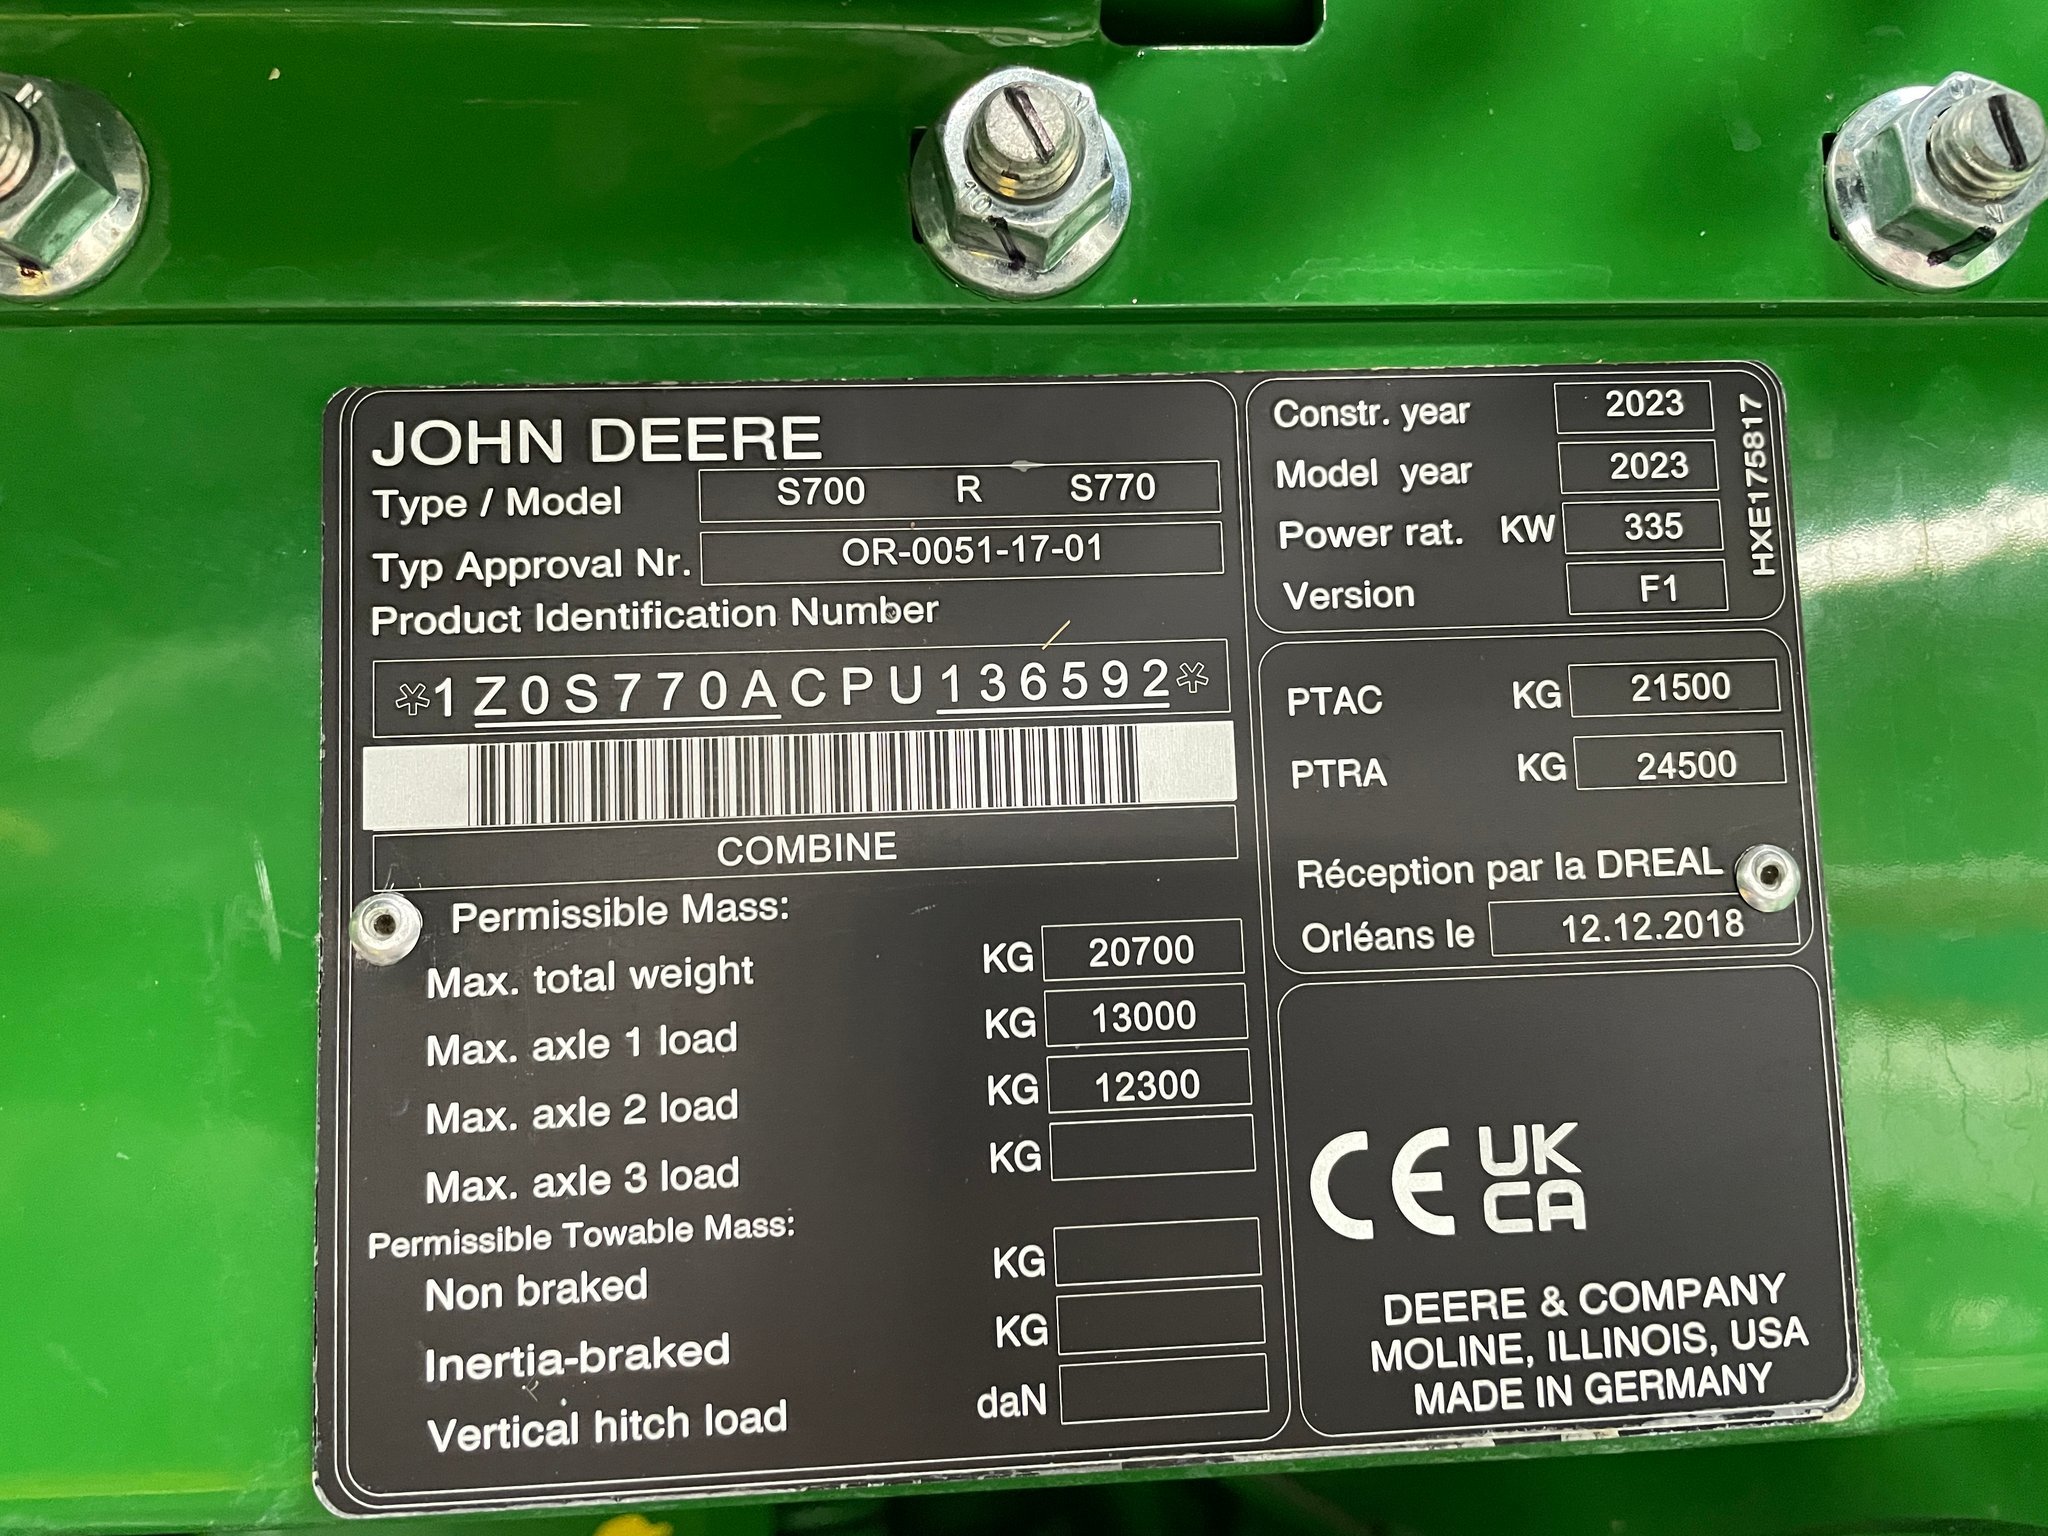 JOHN DEERE
Type / Model S700 R S770
Typ Approval Nr. OR-0051-17-01
Product Identification Number
*1Z0S770ACPU136592*
COMBINE
Permissible Mass:
Max. total weight KG 20700
Max. axle 1 load KG 13000
Max. axle 2 load KG 12300
Max. axle 3 load KG
Permissible Towable Mass:
Non braked KG
Inertia-braked KG
Vertical hitch load daN
Constr. year 2023
Model year 2023
Power rat. KW 335
Version F1
HXE175817
PTAC KG 21500
PTRA KG 24500
Réception par la DREAL
Orléans le 12.12.2018
CE UK
CA
DEERE & COMPANY
MOLINE, ILLINOIS, USA
MADE IN GERMANY